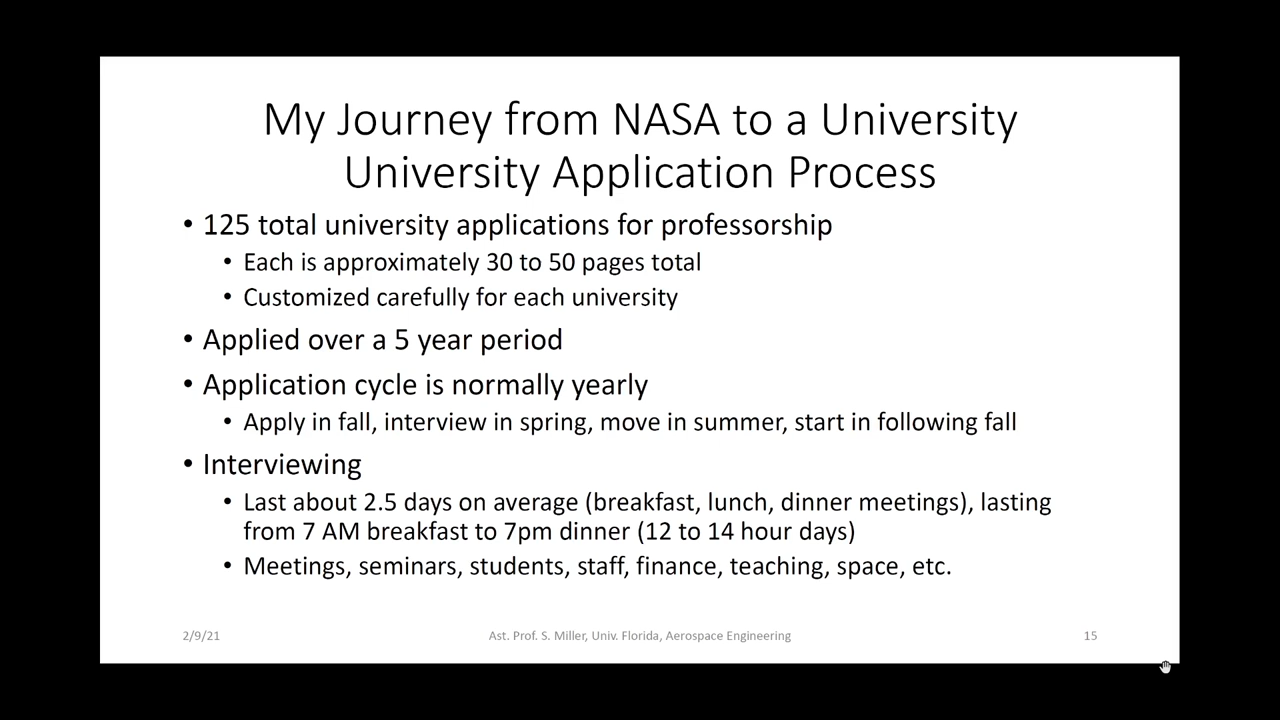 My Journey from NASA to a University
University Application Process
• 125 total university applications for professorship
• Each is approximately 30 to 50 pages total
• Customized carefully for each university
• Applied over a 5 year period
• Application cycle is normally yearly
• Apply in fall, interview in spring, move in summer, start in following fall
• Interviewing
• Last about 2.5 days on average (breakfast, lunch, dinner meetings), lasting
from 7 AM breakfast to 7pm dinner (12 to 14 hour days)
• Meetings, seminars, students, staff, finance, teaching, space, etc.
2/9/21
Ast. Prof. S. Miller, Univ. Florida, Aerospace Engineering
15